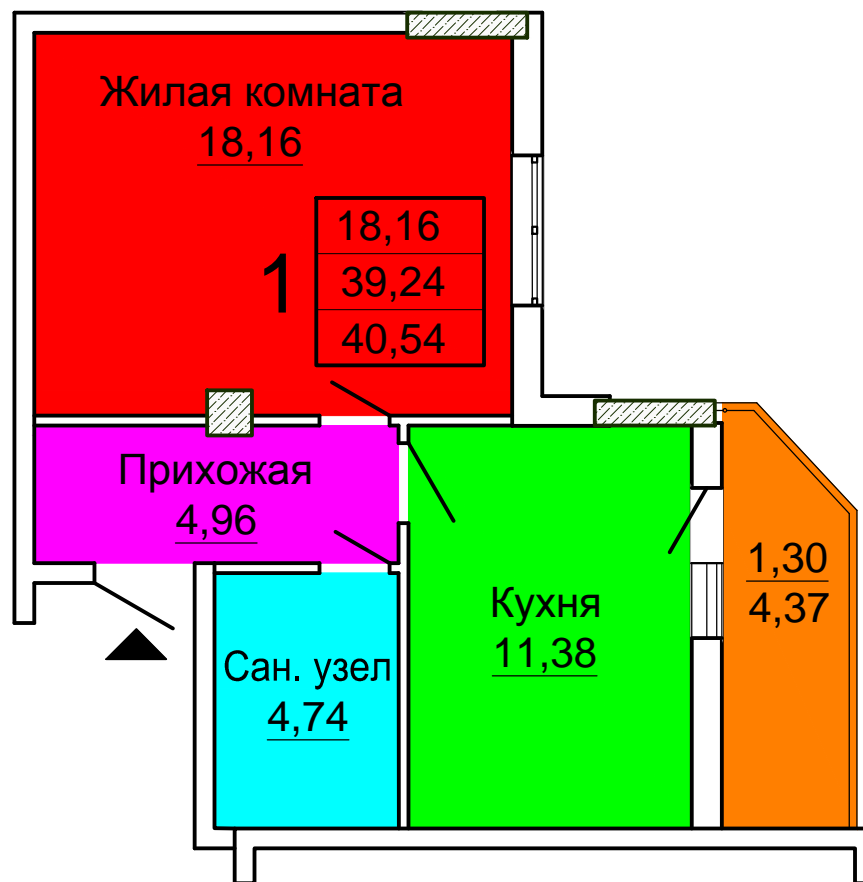 Жилая комната
18,16
1
18,16
39,24
40,54
Прихожая
4,96
1,30
4,37
Кухня
11,38
Сан. узел
4,74